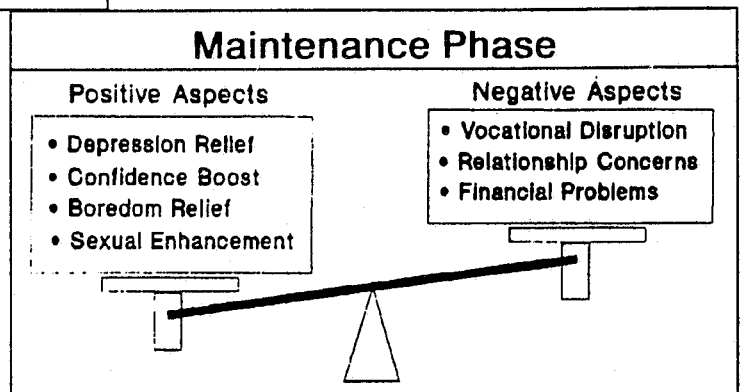 Maintenance Phase
Positive Aspects
• Depression Relief
• Confidence Boost
• Boredom Relief
• Sexual Enhancement
Negative Aspects
• Vocational Disruption
• Relationship Concerns
• Financial Problems